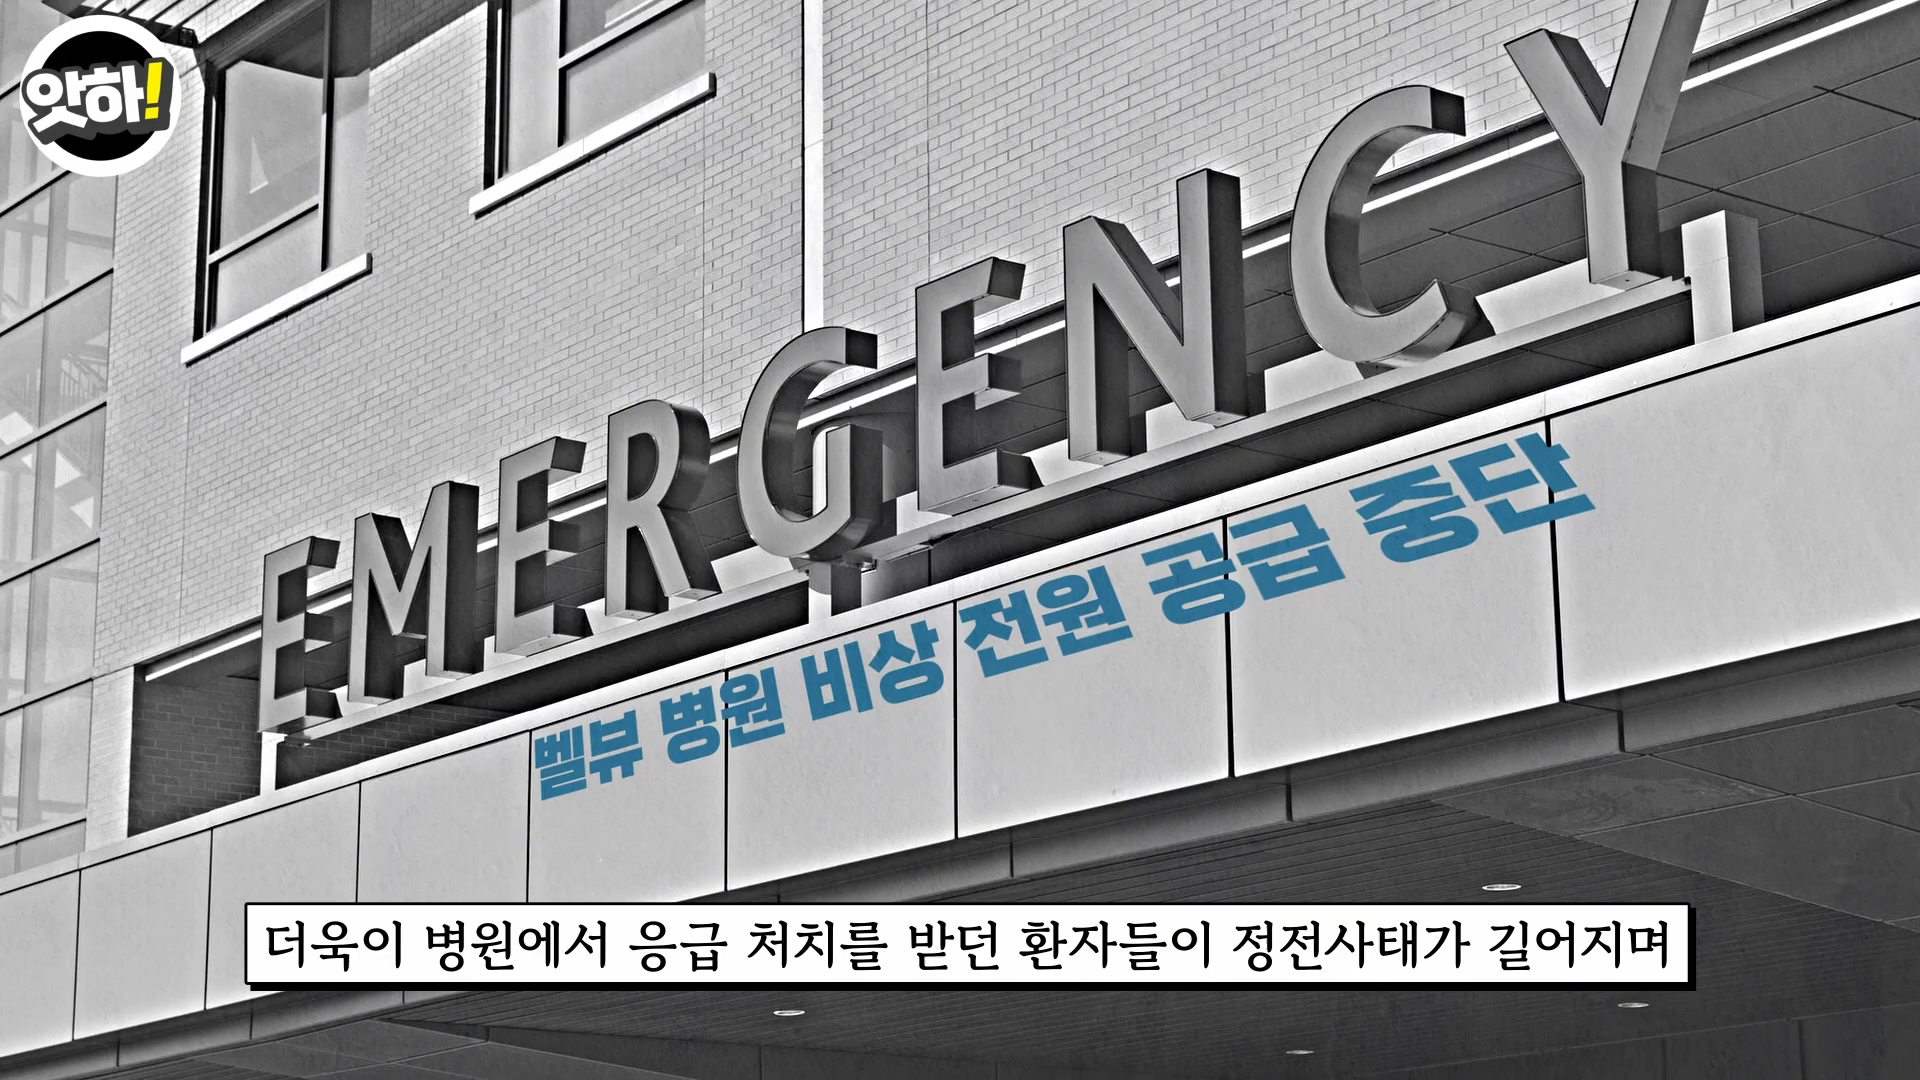 앗하!
EMERGENCY
벨뷰 병원 비상 전원 공급 중단
더욱이 병원에서 응급 처치를 받던 환자들이 정전사태가 길어지며